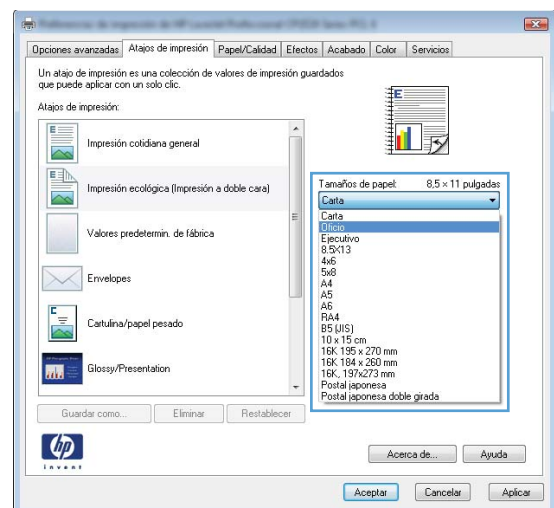 Opciones avanzadas Atajos de impresión Papel/Calidad Efectos Acabado Color Servicios
Un atajo de impresión es una colección de valores de impresión guardados
que puede aplicar con un solo clic.
Atajos de impresión:
Impresión cotidiana general
Impresión ecológica (Impresión a doble cara)
Valores predetermin. de fábrica
Envelopes
Cartulina/papel pesado
Glossy/Presentation
Guardar como... Eliminar Restablecer
E
Tamaños de papel: 8,5 × 11 pulgadas
Carta
Carta
Oficio
Ejecutivo
8.5X13
4x6
5x8
A4
A5
A6
RA4
B5 (JIS)
10 x 15 cm
16K 195 x 270 mm
16K 184 x 260 mm
16K, 197x273 mm
Postal japonesa
Postal japonesa doble girada
hp
invent
Acerca de... Ayuda
Aceptar Cancelar Aplicar